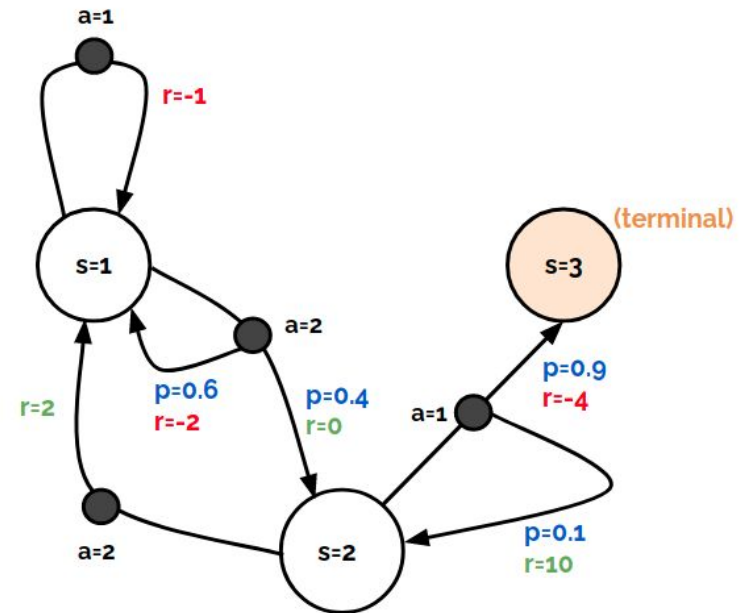 a=1
r=-1
(terminal)
s=1
s=3
a=2
p=0.6
r=-2
p=0.4
r=0
p=0.9
r=-4
r=2
a=1
a=2
s=2
p=0.1
r=10